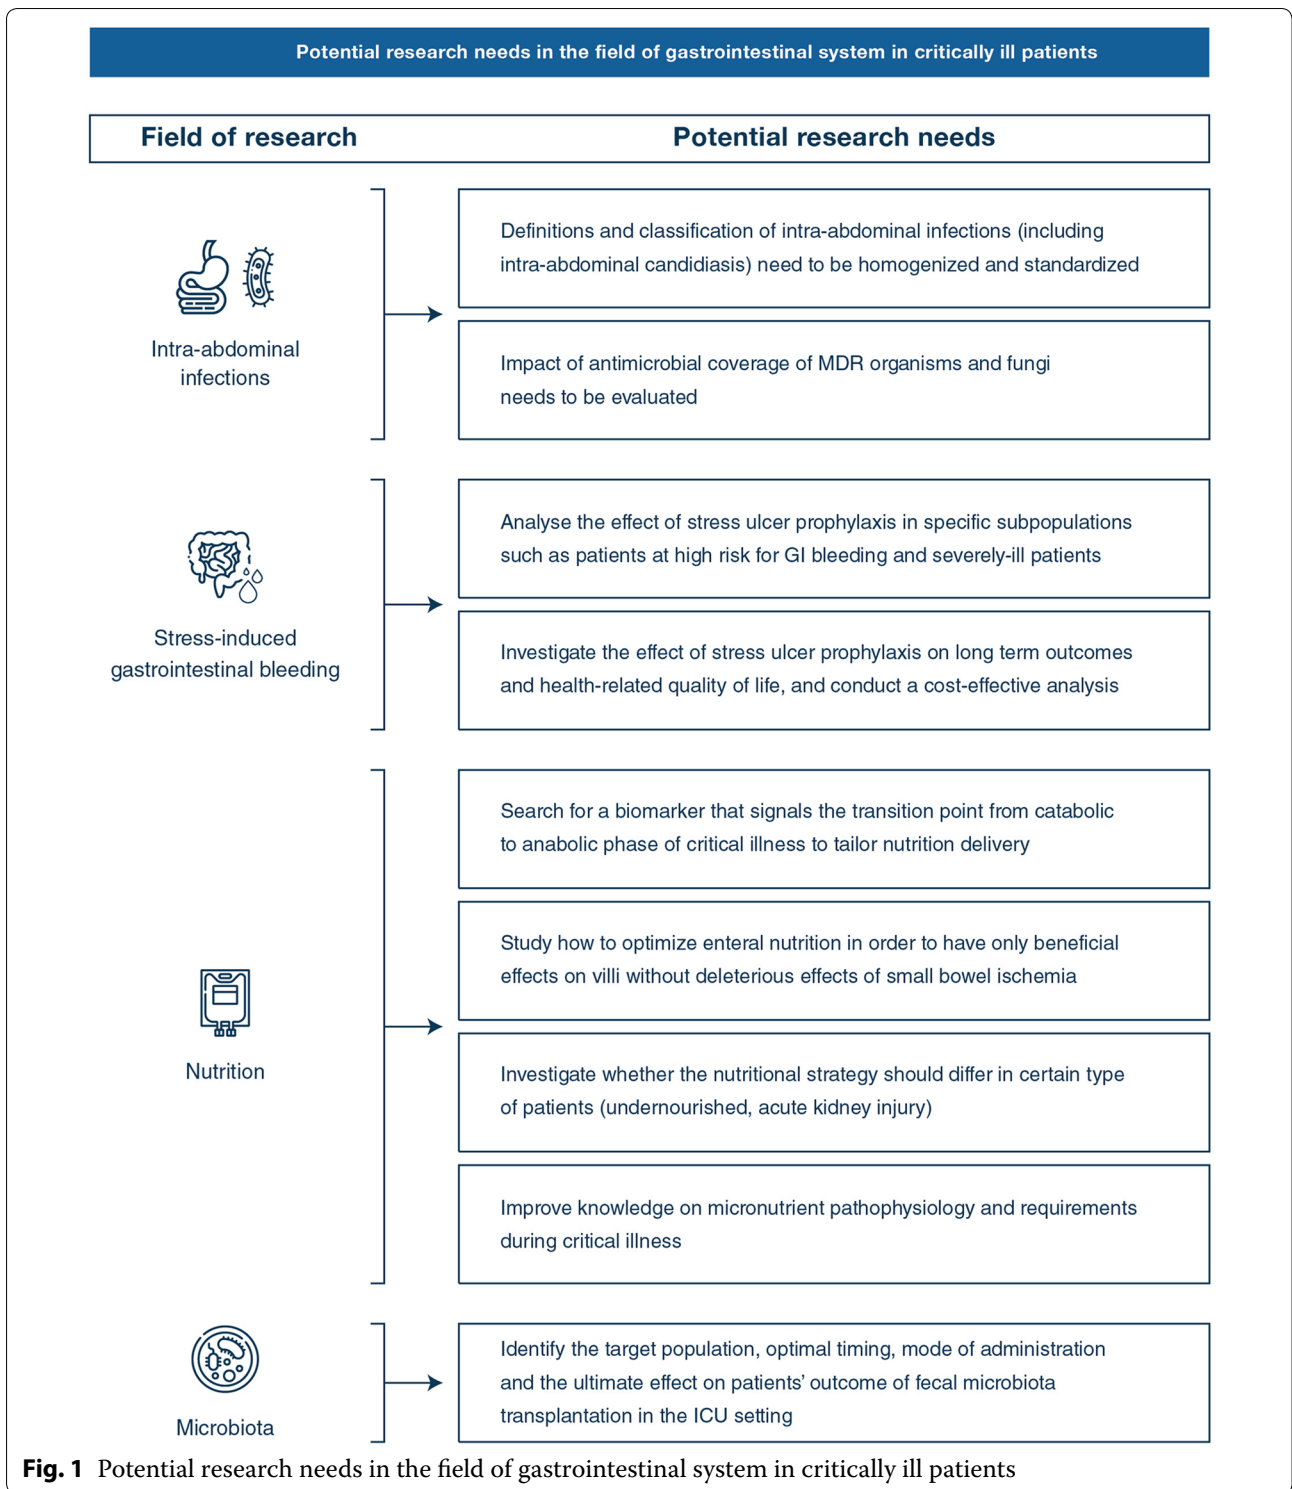 Potential research needs in the field of gastrointestinal system in critically ill patients
Field of research
Potential research needs
Intra-abdominal
infections
Definitions and classification of intra-abdominal infections (including
intra-abdominal candidiasis) need to be homogenized and standardized
Impact of antimicrobial coverage of MDR organisms and fungi
needs to be evaluated
Stress-induced
gastrointestinal bleeding
Analyse the effect of stress ulcer prophylaxis in specific subpopulations
such as patients at high risk for GI bleeding and severely-ill patients
Investigate the effect of stress ulcer prophylaxis on long term outcomes
and health-related quality of life, and conduct a cost-effective analysis
Nutrition
Search for a biomarker that signals the transition point from catabolic
to anabolic phase of critical illness to tailor nutrition delivery
Study how to optimize enteral nutrition in order to have only beneficial
effects on villi without deleterious effects of small bowel ischemia
Investigate whether the nutritional strategy should differ in certain type
of patients (undernourished, acute kidney injury)
Improve knowledge on micronutrient pathophysiology and requirements
during critical illness
Microbiota
Identify the target population, optimal timing, mode of administration
and the ultimate effect on patients’ outcome of fecal microbiota
transplantation in the ICU setting
Fig. 1 Potential research needs in the field of gastrointestinal system in critically ill patients